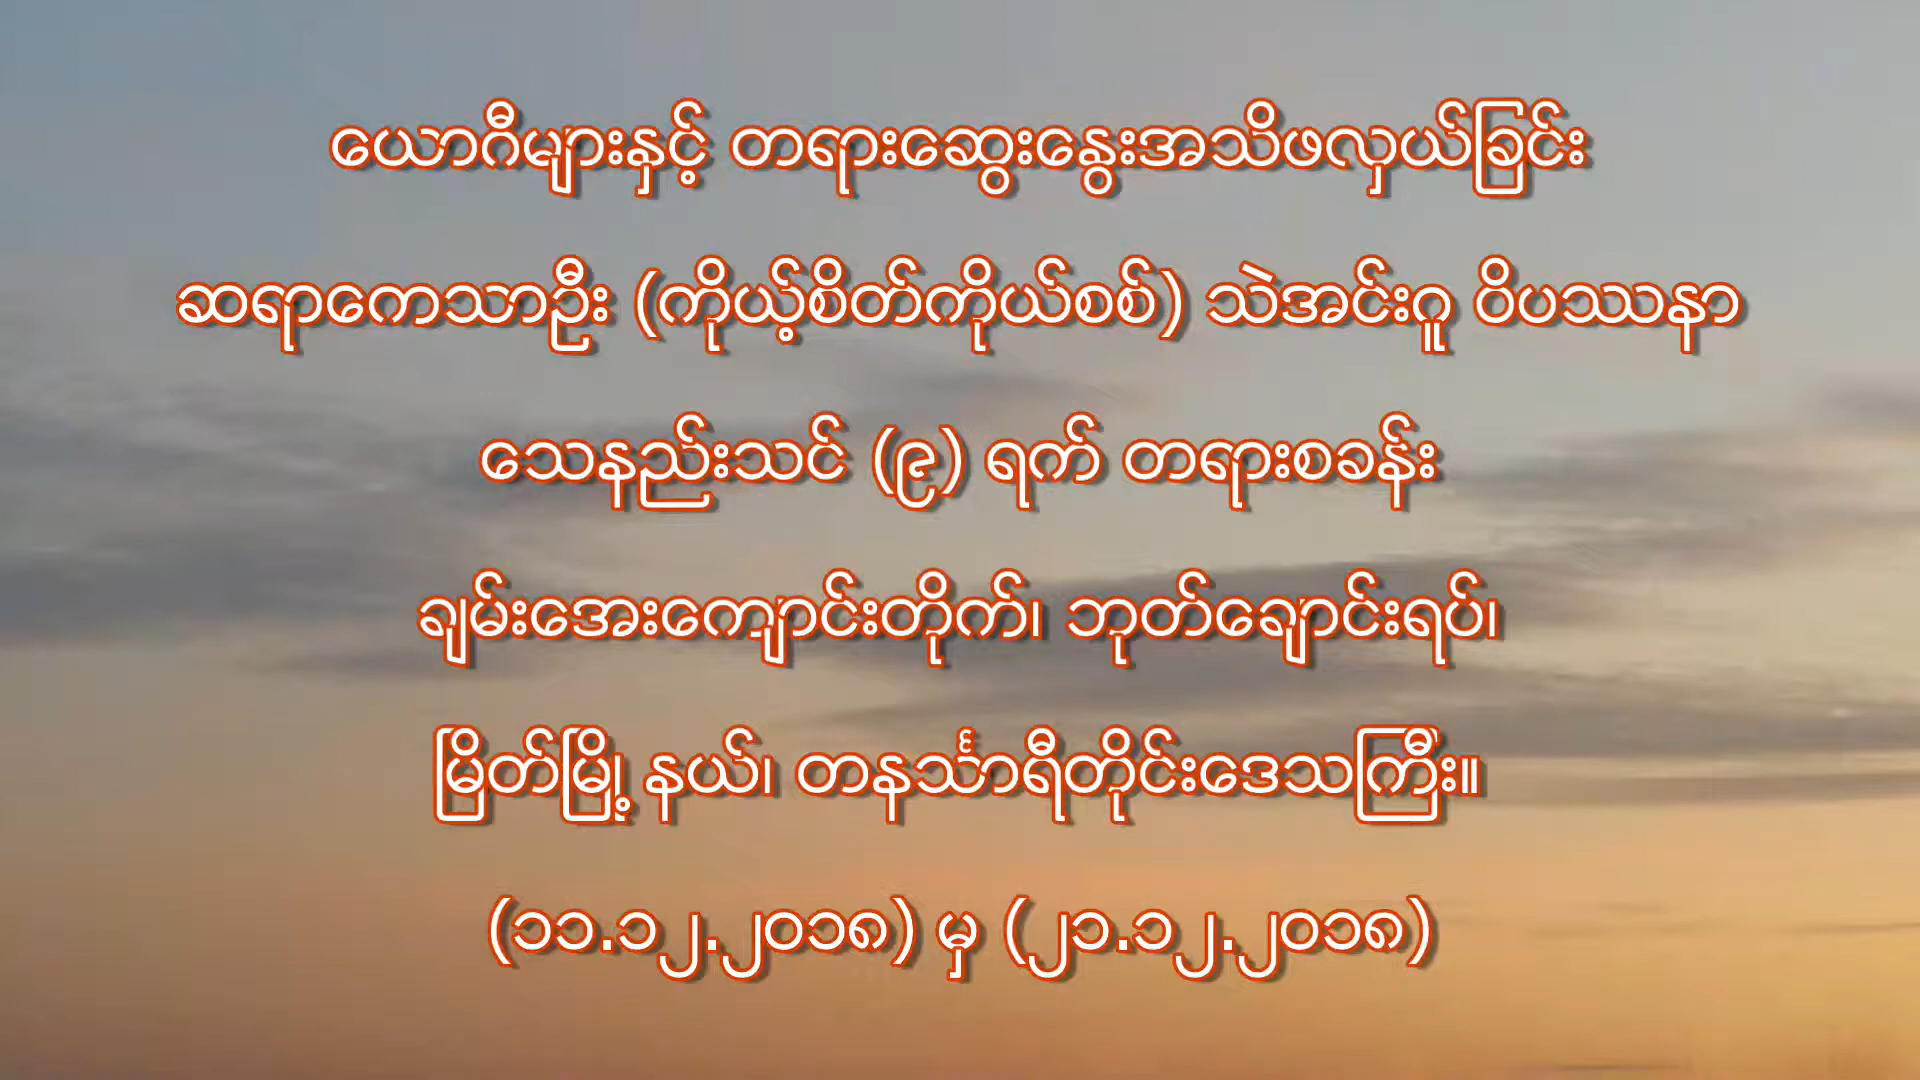 ယောဂီများနှင့် တရားဆွေးနွေးအသိဖလှယ်ခြင်း
ဆရာကေသာဦး (ကိုယ့်စိတ်ကိုယ်စစ်) သဲအင်းဂူ ဝိပဿနာ
သေနည်းသင် (၉) ရက် တရားစခန်း
ချမ်းအေးကျောင်းတိုက်၊ ဘုတ်ချောင်းရပ်၊
မြိတ်မြို့ နယ်၊ တနင်္သာရီတိုင်းဒေသကြီး။
(၁၁.၁၂.၂၀၁၈) မှ (၂၁.၁၂.၂၀၁၈)